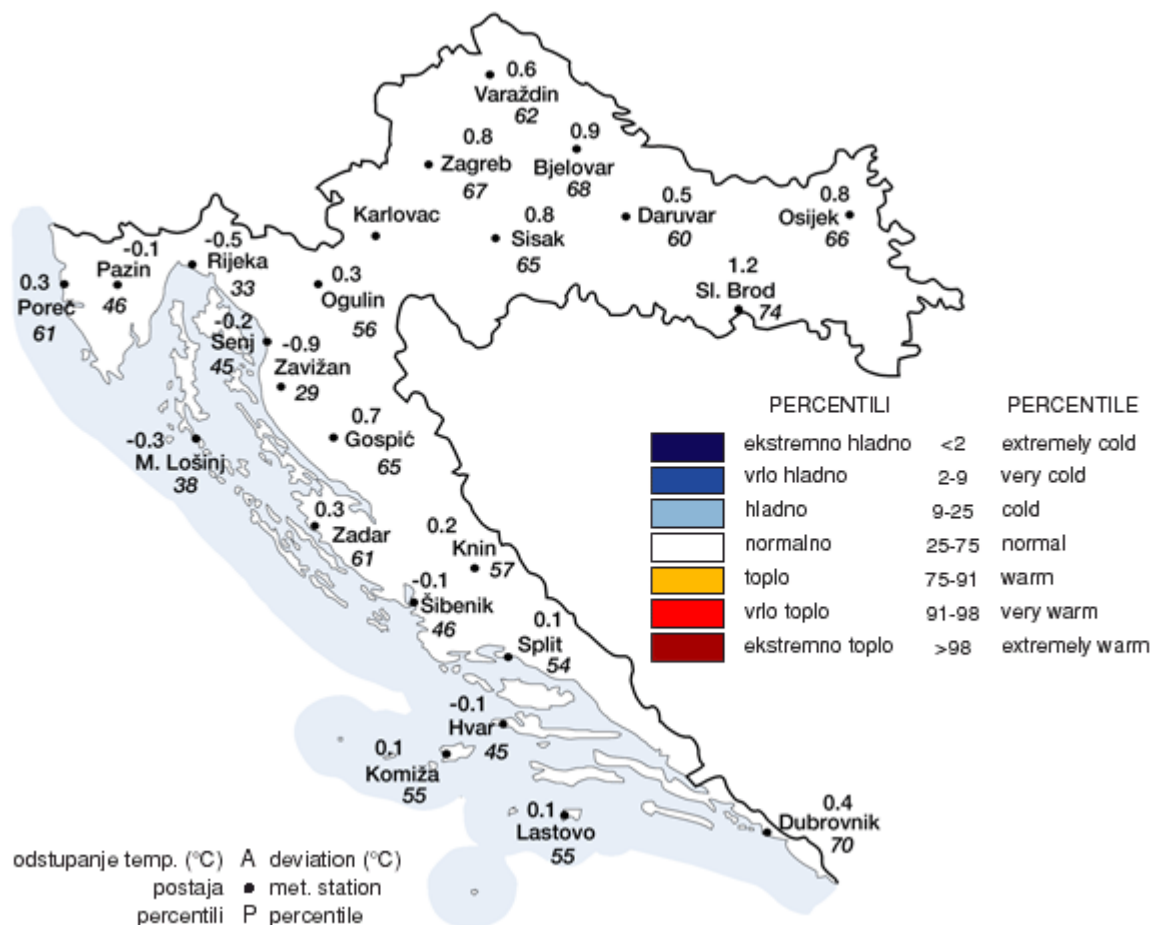 0.6
Varaždin
62
0.8
Zagreb
67
0.9
Bjelovar
68
0.5
Daruvar
60
0.8
Osijek
66
Karlovac
0.8
Sisak
65
1.2
Sl. Brod
74
0.3
Poreč
61
-0.1
Pazin
46
-0.5
Rijeka
33
0.3
Ogulin
56
-0.2
Senj
45
-0.9
Zavižan
29
0.7
Gospić
65
-0.3
M. Lošinj
38
0.3
Zadar
61
0.2
Knin
57
-0.1
Šibenik
46
0.1
Split
54
-0.1
Hvar
45
0.1
Komiža
55
0.1
Lastovo
55
0.4
Dubrovnik
70
PERCENTILI PERCENTILE
ekstremno hladno <2 extremely cold
vrlo hladno 2-9 very cold
hladno 9-25 cold
normalno 25-75 normal
toplo 75-91 warm
vrlo toplo 91-98 very warm
ekstremno toplo >98 extremely warm
odstupanje temp. (°C) A deviation (°C)
postaja met. station
percentili P percentile